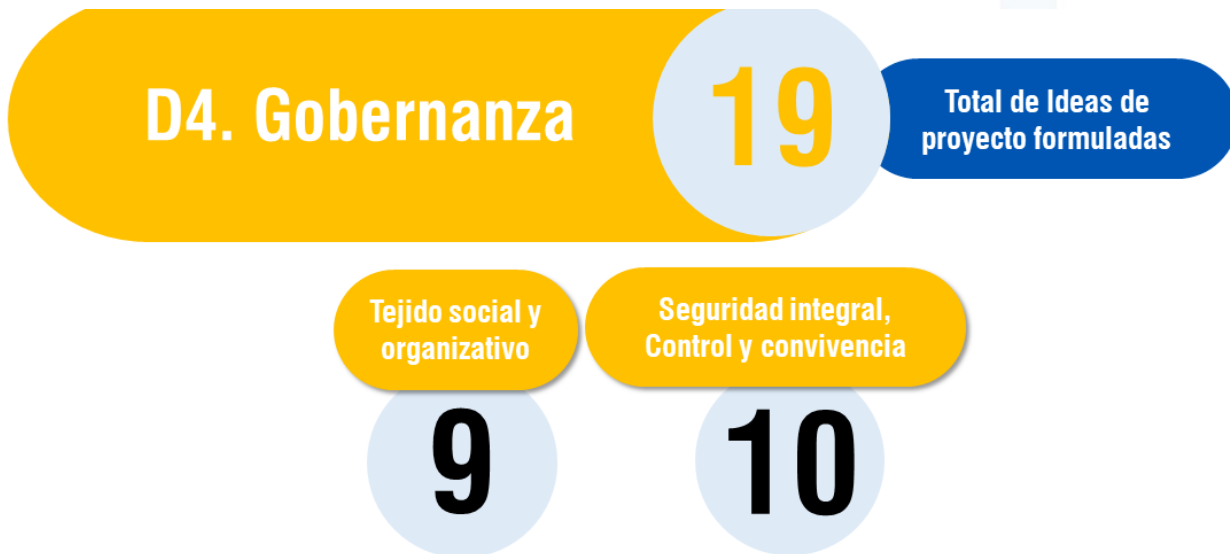 D4. Gobernanza
19
Total de Ideas de
proyecto formuladas
Tejido social y
organizativo
9
Seguridad integral,
Control y convivencia
10